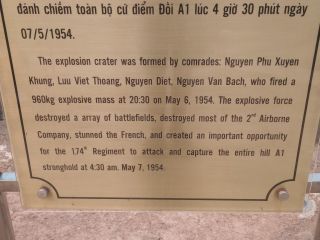 đánh chiếm toàn bộ cứ điểm Đồi A1 lúc 4 giờ 30 phút ngày
07/5/1954.
The explosion crater was formed by comrades: Nguyen Phu Xuyen
Khung, Luu Viet Thoang, Nguyen Diet, Nguyen Van Bach, who fired a
960kg explosive mass at 20:30 on May 6, 1954. The explosive force
destroyed a array of battlefields, destroyed most of the 2nd Airborne
Company, stunned the French, and created an important opportunity
for the 174th Regiment to attack and capture the entire hill A1
stronghold at 4:30 am. May 7, 1954.